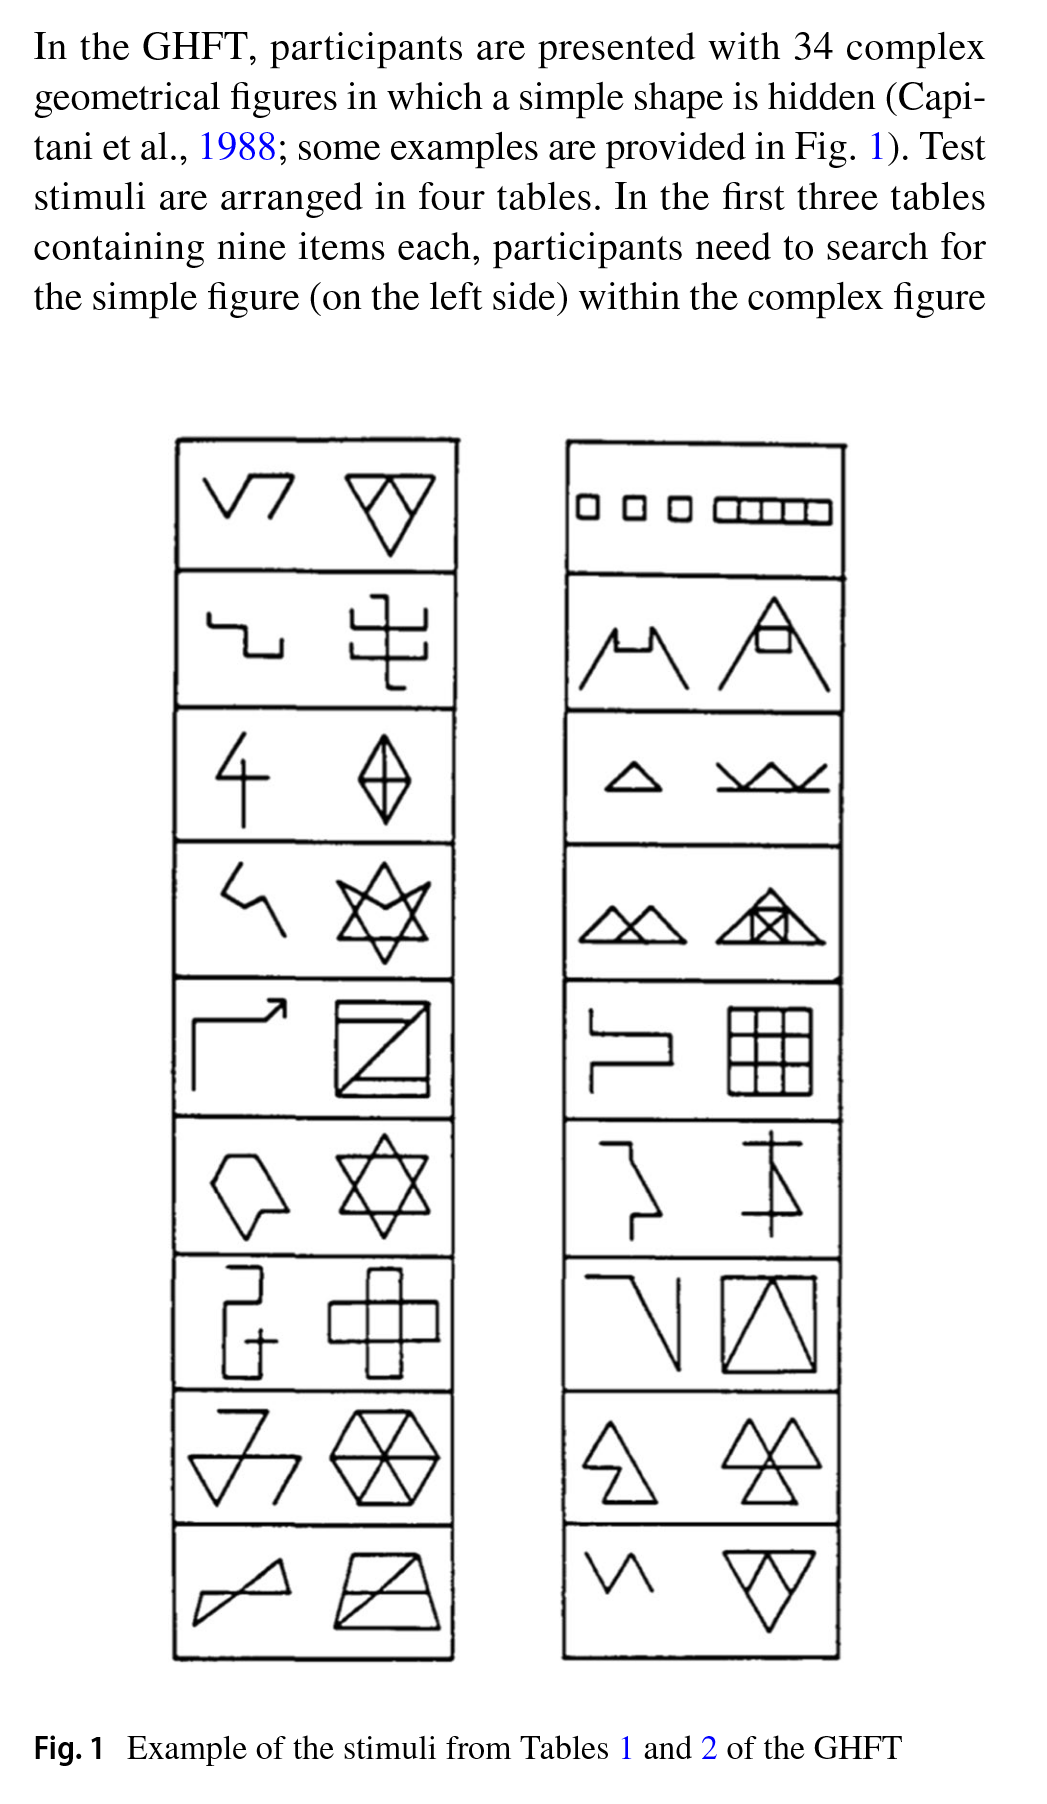 In the GHFT, participants are presented with 34 complex
geometrical figures in which a simple shape is hidden (Capi-
tani et al., 1988; some examples are provided in Fig. 1). Test
stimuli are arranged in four tables. In the first three tables
containing nine items each, participants need to search for
the simple figure (on the left side) within the complex figure
Fig. 1 Example of the stimuli from Tables 1 and 2 of the GHFT